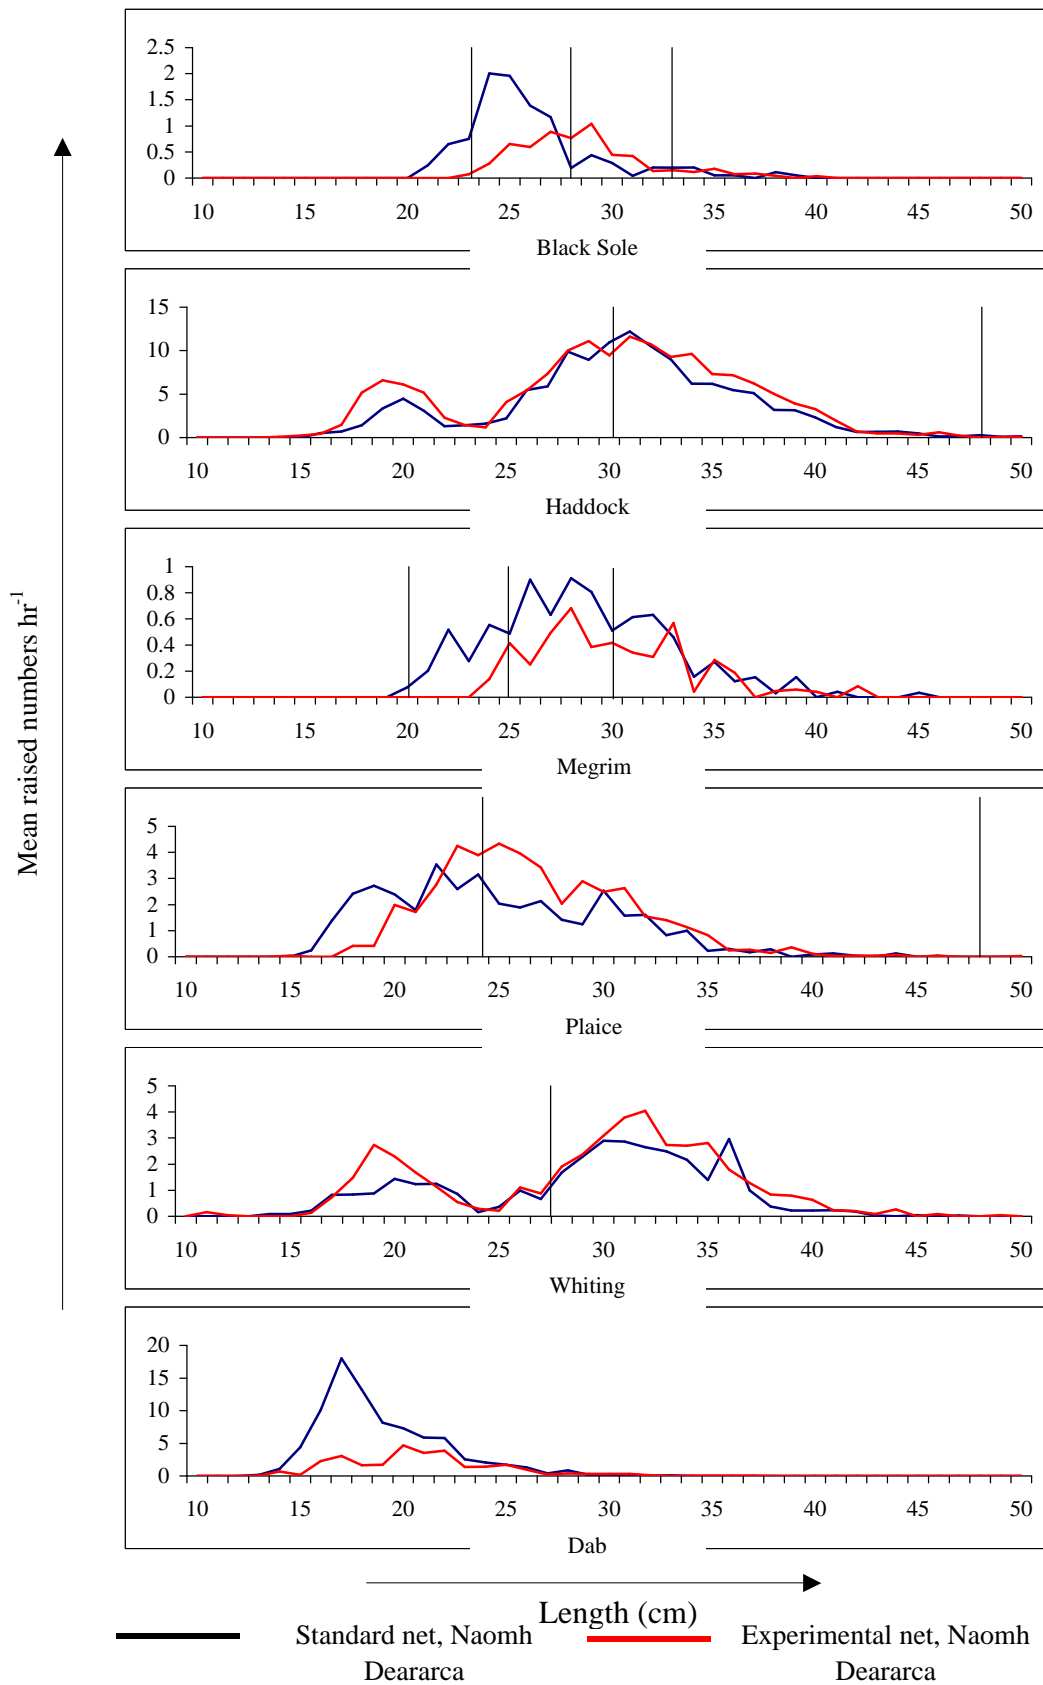 Mean raised numbers hr-1
2.5
2
1.5
1
0.5
0
10 15 20 25 30 35 40 45 50
Black Sole
15
10
5
0
10 15 20 25 30 35 40 45 50
Haddock
1
0.8
0.6
0.4
0.2
0
10 15 20 25 30 35 40 45 50
Megrim
5
4
3
2
1
0
10 15 20 25 30 35 40 45 50
Plaice
5
4
3
2
1
0
10 15 20 25 30 35 40 45 50
Whiting
20
15
10
5
0
10 15 20 25 30 35 40 45 50
Dab
Length (cm)
Standard net, Naomh
Deararca
Experimental net, Naomh
Deararca